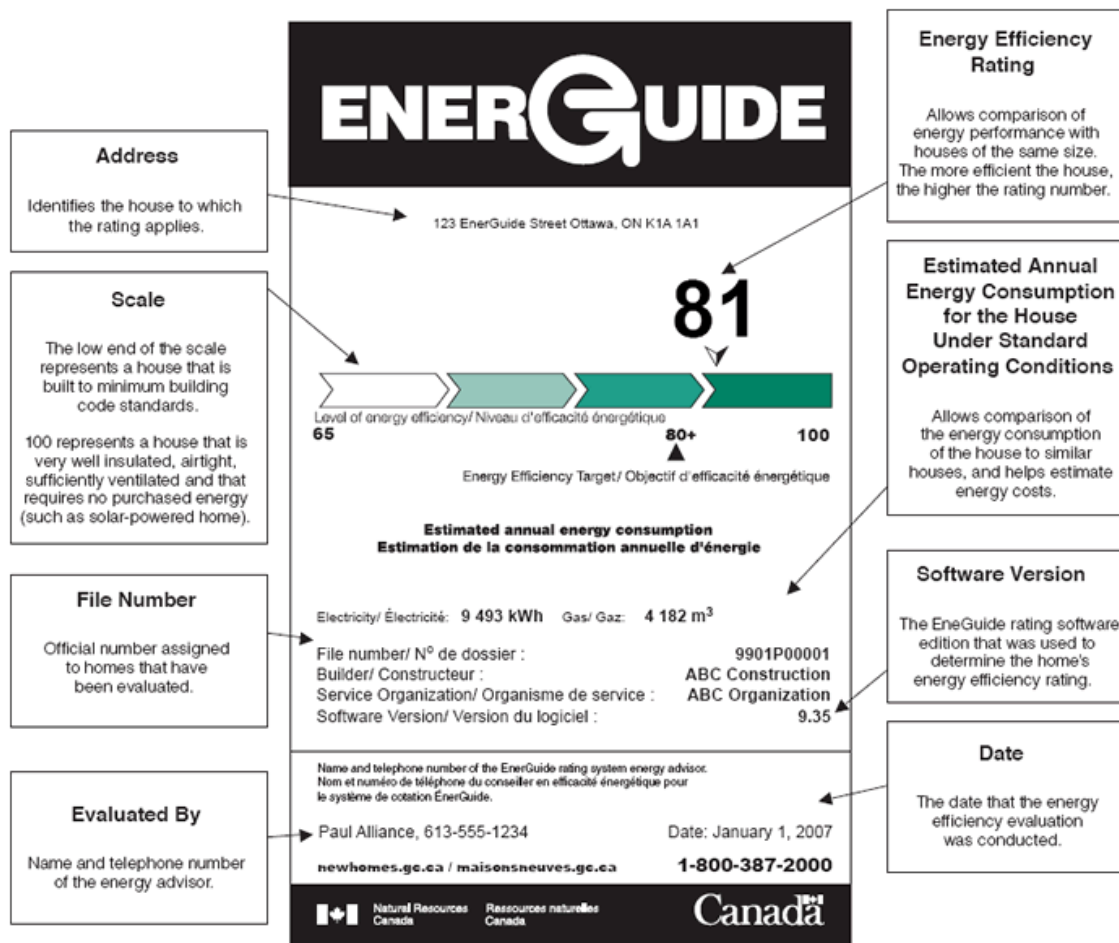 ENERGUIDE
Address
Identifies the house to which
the rating applies.
Scale
The low end of the scale
represents a house that is
built to minimum building
code standards.
100 represents a house that is
very well insulated, airtight,
sufficiently ventilated and that
requires no purchased energy
(such as solar-powered home).
File Number
Official number assigned
to homes that have
been evaluated.
Evaluated By
Name and telephone number
of the energy advisor.
123 EnerGuide Street Ottawa, ON K1A 1A1
81
Level of energy efficiency/ Niveau d'efficacité énergétique
65
80+
100
Energy Efficiency Target/ Objectif d'efficacité énergétique
Estimated annual energy consumption
Estimation de la consommation annuelle d'énergie
Electricity/ Électricité: 9 493 kWh Gas/ Gaz: 4 182 m³
File number/ Nº de dossier : 9901P00001
Builder/ Constructeur : ABC Construction
Service Organization/ Organisme de service : ABC Organization
Software Version/ Version du logiciel : 9.35
Name and telephone number of the EnerGuide rating system energy advisor.
Nom et numéro de téléphone du conseiller en efficacité énergétique pour
le système de cotation ÉnerGuide.
Paul Alliance, 613-555-1234 Date: January 1, 2007
newhomes.gc.ca / maisonsneuves.gc.ca 1-800-387-2000
Natural Resources Ressources naturelles
Canada Canada
Canada
Energy Efficiency
Rating
Allows comparison of
energy performance with
houses of the same size.
The more efficient the house,
the higher the rating number.
Estimated Annual
Energy Consumption
for the House
Under Standard
Operating Conditions
Allows comparison of
the energy consumption
of the house to similar
houses, and helps estimate
energy costs.
Software Version
The EneGuide rating software
edition that was used to
determine the home's
energy efficiency rating.
Date
The date that the energy
efficiency evaluation
was conducted.